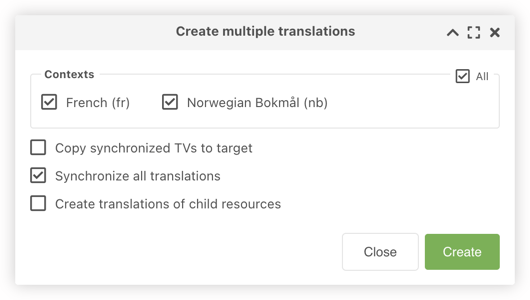 Create multiple translations
Contexts
All
French (fr)
Norwegian Bokmål (nb)
Copy synchronized TVs to target
Synchronize all translations
Create translations of child resources
Close
Create